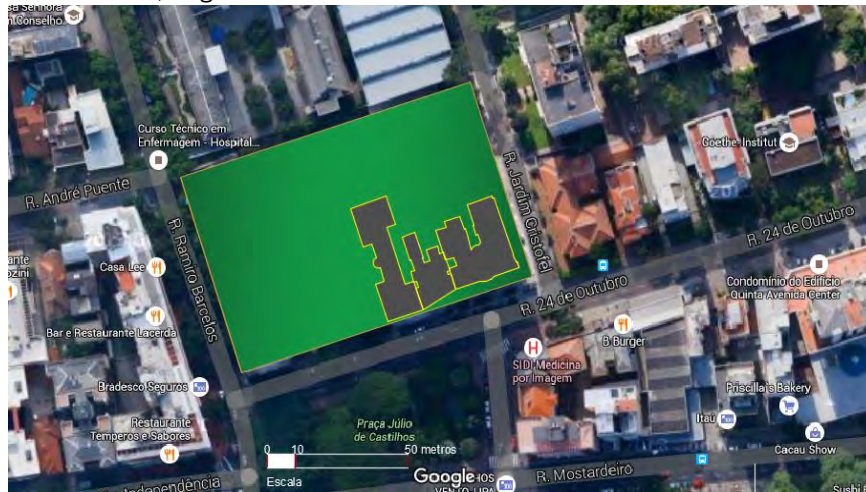 sa Senhora
Conselho
Curso Técnico em
Enfermagem - Hospital...
R. André Puente
R. Ramiro Barcelos
Casa Lee
Bar e Restaurante Lacerda
Bradesco Seguros
Restaurante
Temperos e Sabores
Independência
R. Jardim Cristofel
Goethe-Institut
R. 24 de Outubro
Condomínio do Edifício
Quinta Avenida Center
R. 24 de Outubro
B Burger
H
SIDI Medicina
por Imagem
Priscilla's Bakery
Itaú
Cacau Show
Praça Júlio
de Castilhos
0 10 50 metros
Escala
Google
R. Mostardeiro